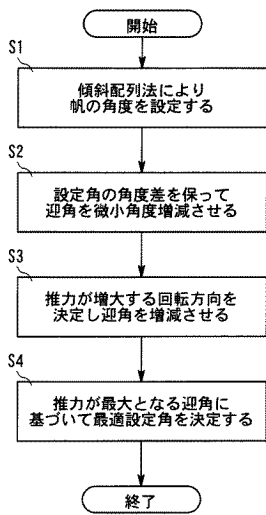 開始
S1
傾斜配列法により
帆の角度を設定する
S2
設定角の角度差を保って
迎角を微小角度増減させる
S3
推力が増大する回転方向を
決定し迎角を増減させる
S4
推力が最大となる迎角に
基づいて最適設定角を決定する
終了